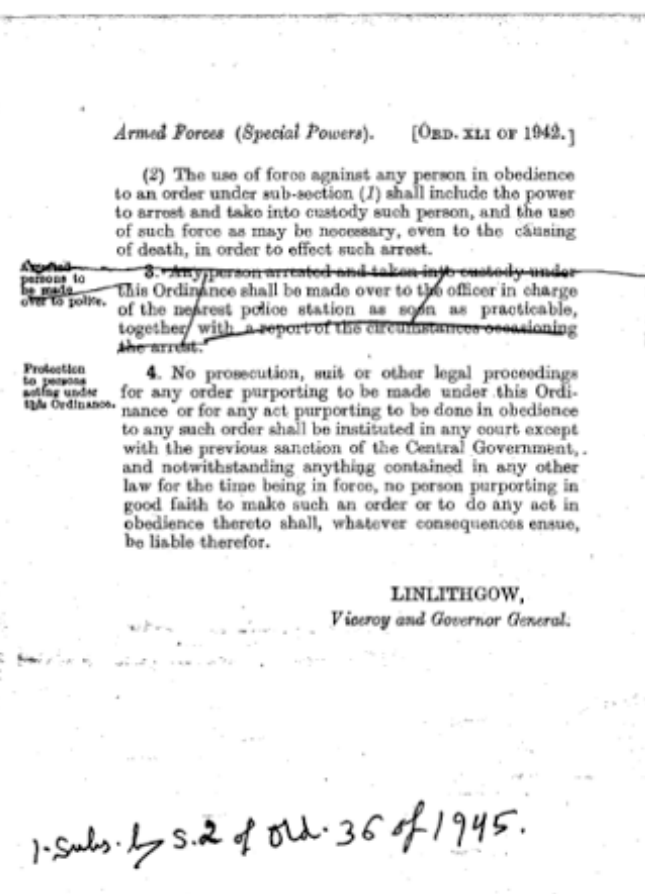 Armed Forces (Special Powers). [ORD. XLI OF 1942.]
(2) The use of force against any person in obedience
to an order under sub-section (1) shall include the power
to arrest and take into custody such person, and the use
of such force as may be necessary, even to the causing
of death, in order to effect such arrest.
Arrested
persons to
be made
over to police.
3. Any person arrested and taken into custody under
this Ordinance shall be made over to the officer in charge
of the nearest police station as soon as practicable,
together with a report of the circumstances occasioning
the arrest.
Protection
to persons
acting under
this Ordinance.
4. No prosecution, suit or other legal proceedings
for any order purporting to be made under this Ordi-
nance or for any act purporting to be done in obedience
to any such order shall be instituted in any court except
with the previous sanction of the Central Government,
and notwithstanding anything contained in any other
law for the time being in force, no person purporting in
good faith to make such an order or to do any act in
obedience thereto shall, whatever consequences ensue,
be liable therefor.
LINLITHGOW,
Viceroy and Governor General.
1-Subs. by S.2 of Old. 36 of 1945.